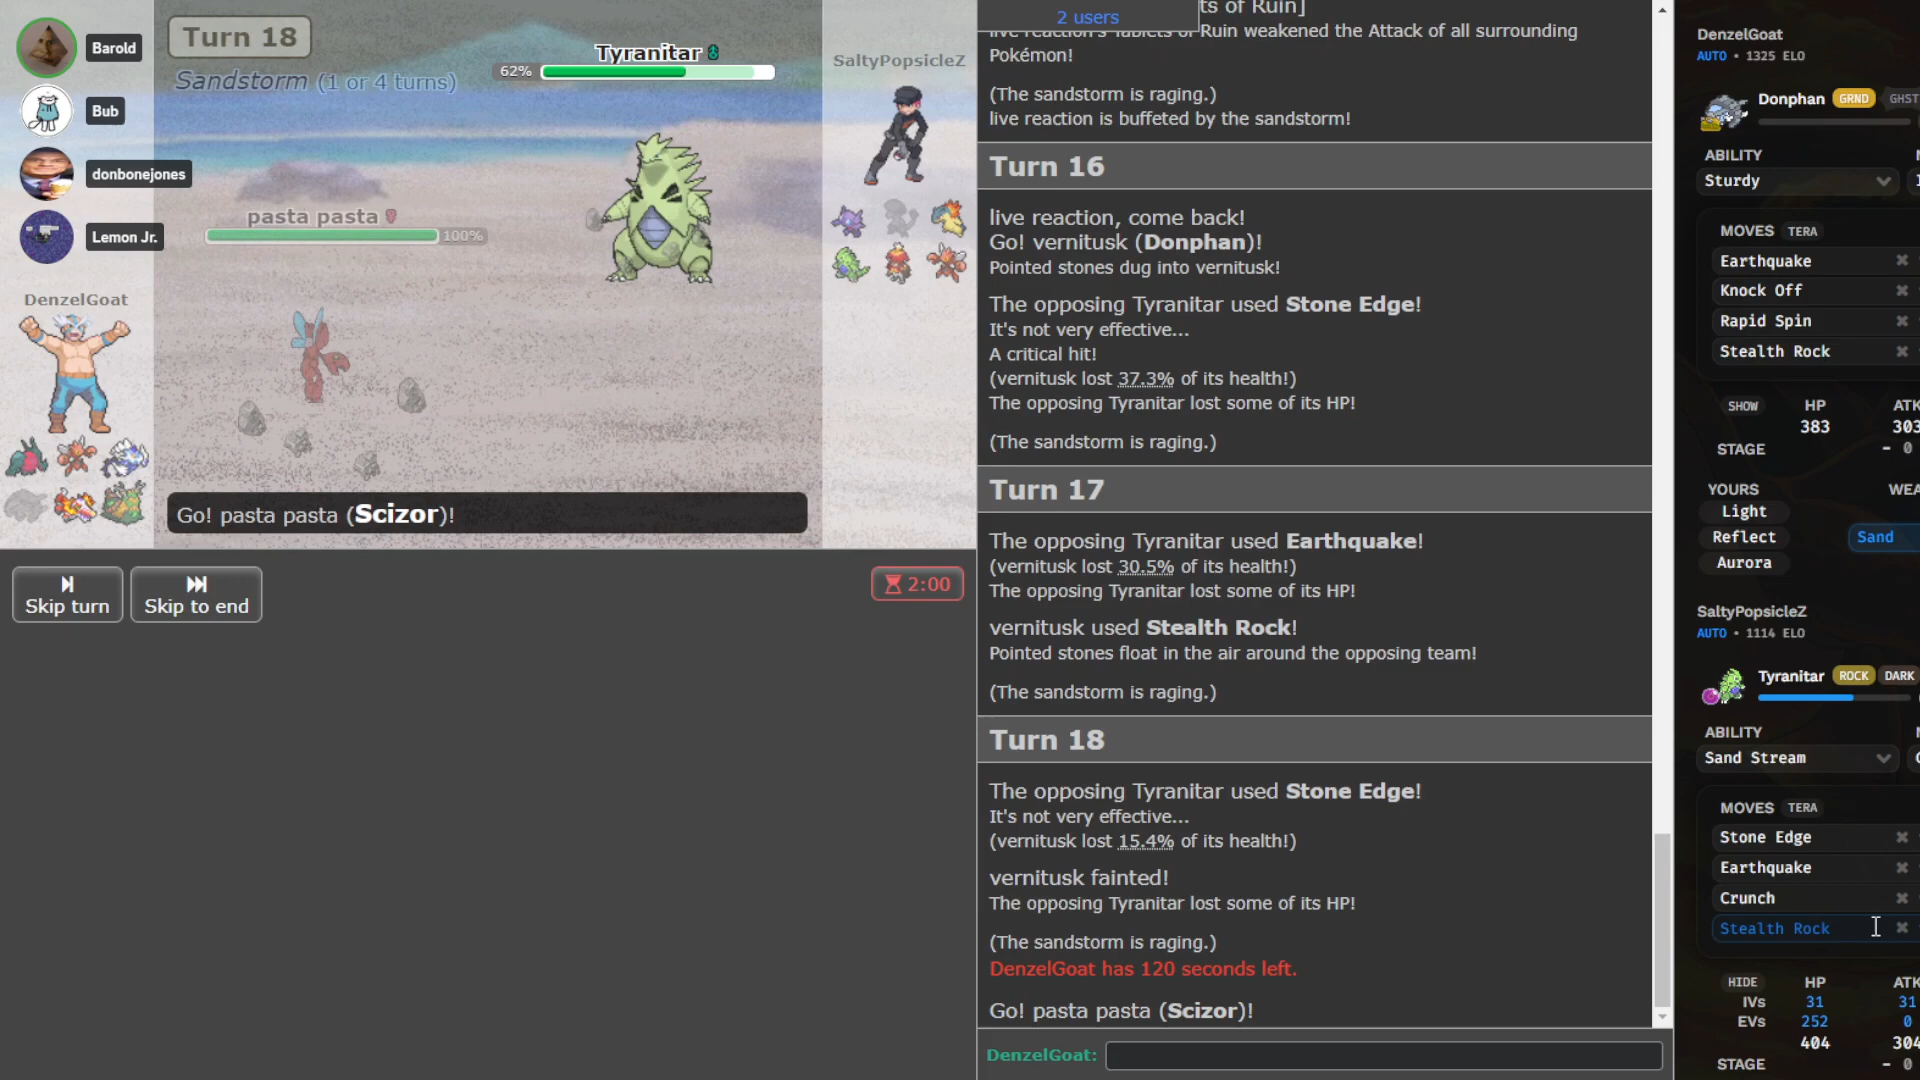 Barold
Bub
donbonejones
Lemon Jr.
DenzelGoat
Turn 18
Sandstorm (1 or 4 turns)
Tyranitar
62%
pasta pasta
100%
SaltyPopsicleZ
Go! pasta pasta (Scizor)!
Skip turn
Skip to end
2:00
2 users
ts of Ruin]
live reaction's Tablets of Ruin weakened the Attack of all surrounding
Pokémon!
(The sandstorm is raging.)
live reaction is buffeted by the sandstorm!
Turn 16
live reaction, come back!
Go! vernitusk (Donphan)!
Pointed stones dug into vernitusk!
The opposing Tyranitar used Stone Edge!
It's not very effective...
A critical hit!
(vernitusk lost 37.3% of its health!)
The opposing Tyranitar lost some of its HP!
(The sandstorm is raging.)
Turn 17
The opposing Tyranitar used Earthquake!
(vernitusk lost 30.5% of its health!)
The opposing Tyranitar lost some of its HP!
vernitusk used Stealth Rock!
Pointed stones float in the air around the opposing team!
(The sandstorm is raging.)
Turn 18
The opposing Tyranitar used Stone Edge!
It's not very effective...
(vernitusk lost 15.4% of its health!)
vernitusk fainted!
The opposing Tyranitar lost some of its HP!
(The sandstorm is raging.)
DenzelGoat has 120 seconds left.
Go! pasta pasta (Scizor)!
DenzelGoat:
DenzelGoat
AUTO • 1325 ELO
Donphan GRND GHST
ABILITY
Sturdy
MOVES TERA
Earthquake
Knock Off
Rapid Spin
Stealth Rock
SHOW HP ATK
383 303
STAGE - 0
YOURS WEA
Light
Reflect Sand
Aurora
SaltyPopsicleZ
AUTO • 1114 ELO
Tyranitar ROCK DARK
ABILITY
Sand Stream
MOVES TERA
Stone Edge
Earthquake
Crunch
Stealth Rock
HIDE HP ATK
IVs 31 31
EVs 252 0
404 304
STAGE - 0